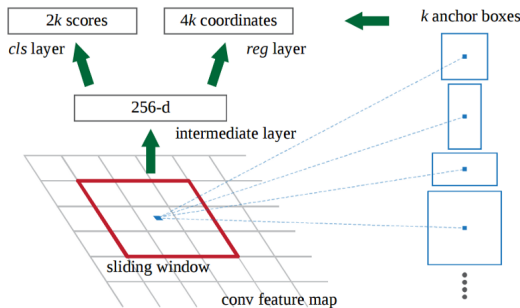 2k scores
4k coordinates
k anchor boxes
cls layer
reg layer
256-d
intermediate layer
sliding window
conv feature map